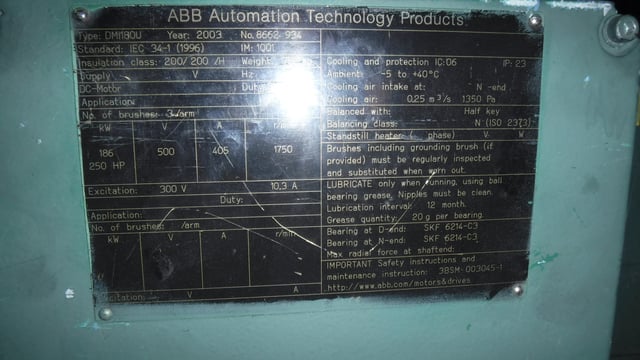 ABB Automation Technology Products
Type: DMI180U Year: 2003 No. 8662-934
Standard: IEC 34-1 (1996) IM: 1001
Insulation class: 200/200 /H Weight:
Supply V Hz
DC-Motor Duty:
Application:
No. of brushes: 3/arm
kW V A r/min
186 500 405 1750
250 HP
Excitation: 300 V 10,3 A
Duty:
Application:
No. of brushes: /arm
kW V A r/min
Excitation: V A
Cooling and protection IC: 06 IP: 23
Ambient: -5 to +40°C
Cooling air intake at: N -end
Cooling air: 0,25 m³/s 1350 Pa
Balanced with: Half key
Balancing class: N (ISO 2373)
Standstill heater: ( phase) V W
Brushes including grounding brush (if
provided) must be regularly inspected
and substituted when worn out.
LUBRICATE only when running, using ball
bearing grease. Nipples must be clean.
Lubrication interval: 12 month.
Grease quantity: 20 g per bearing
Bearing at D-end: SKF 6214-C3
Bearing at N-end: SKF 6214-C3
Max radial force at shaftend:
IMPORTANT Safety instructions and
maintenance instruction: 3BSM 003045-1
http://www.abb.com/motors&drives